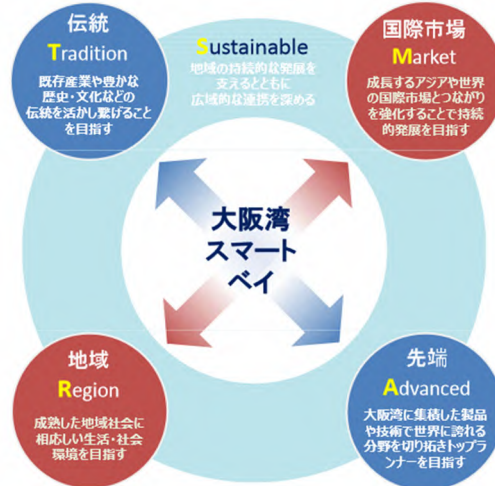 伝統
Tradition
既存産業や豊かな
歴史・文化などの
伝統を活かし繋げること
を目指す
Sustainable
地域の持続的な発展を
支えるとともに
広域的な連携を深める
国際市場
Market
成長するアジアや世界
の国際市場とつながり
を強化することで持続
的発展を目指す
大阪湾
スマート
ベイ
地域
Region
成熟した地域社会に
相応しい生活・社会
環境を目指す
先端
Advanced
大阪湾に集積した製品
や技術で世界に誇れる
分野を切り拓きトップラ
ンナーを目指す